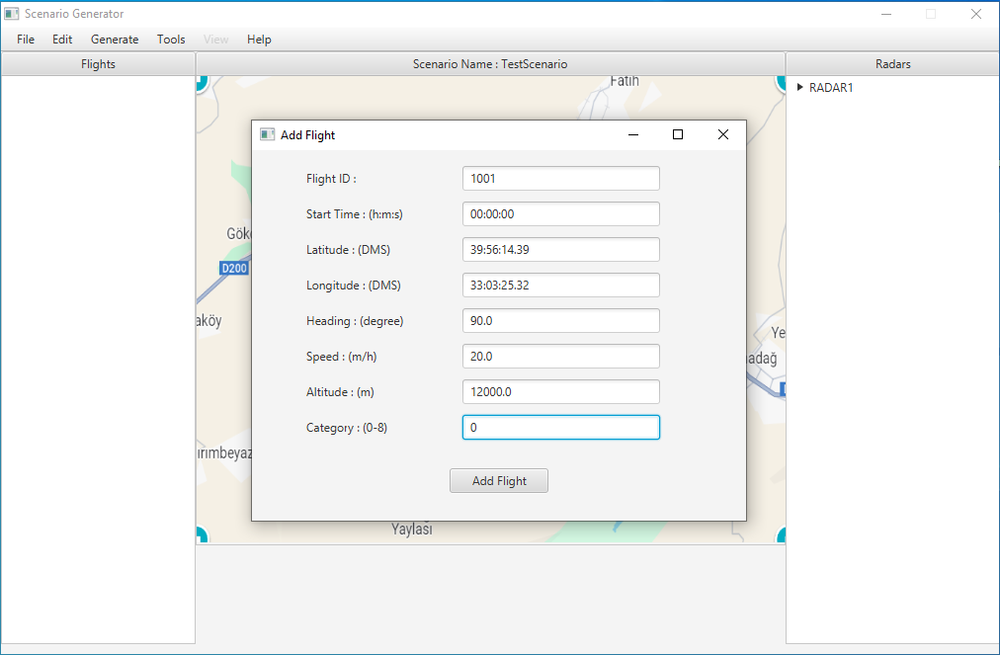 Scenario Generator
File Edit Generate Tools View Help
Flights
Scenario Name : TestScenario
Radars
Fatih
RADAR1
Add Flight
Flight ID : 1001
Start Time : (h:m:s) 00:00:00
Latitude : (DMS) 39:56:14.39
Longitude : (DMS) 33:03:25.32
Heading : (degree) 90.0
Speed : (m/h) 20.0
Altitude : (m) 12000.0
Category : (0-8) 0
Add Flight
Gök
D200
aköy
Ye
adağ
ırımbeyaz
Yaylası